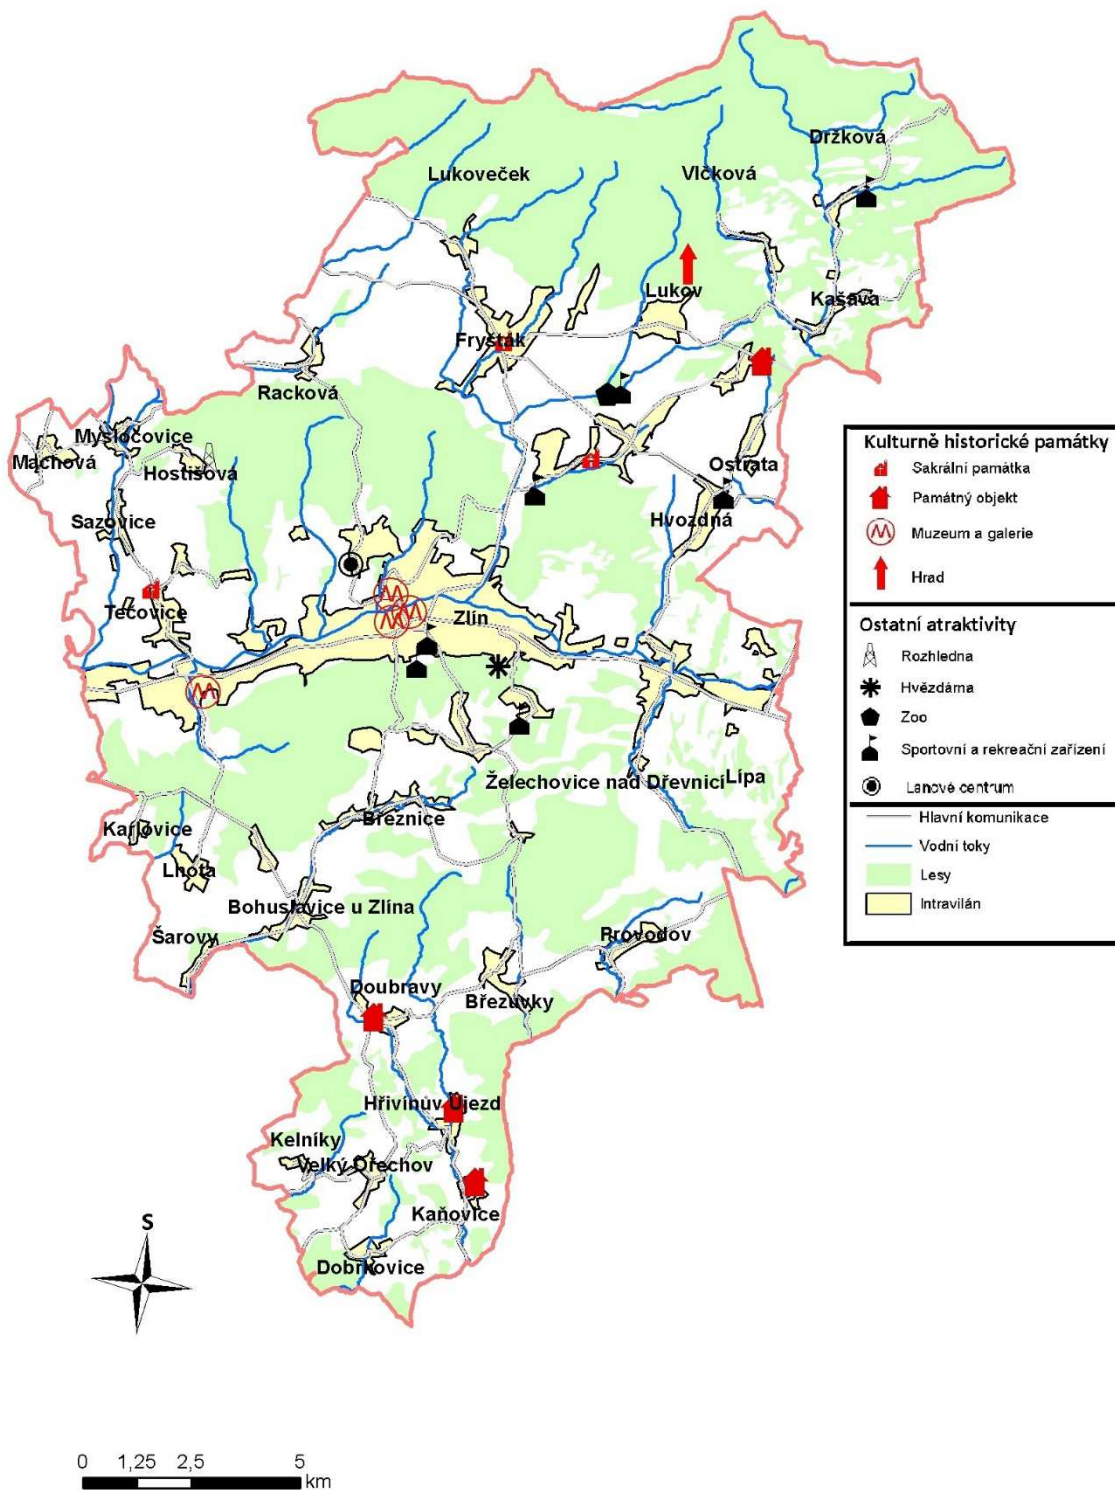 Držková
Lukoveček
Vlčková
Lukov
Kašava
Fryšták
Racková
Mysločovice
Machová
Hostišová
Ostrata
Sazovice
Hvozdná
Tečovice
Zlín
Želechovice nad Dřevnicí
Lípa
Karlovice
Březnice
Lhota
Bohuslavice u Zlína
Šarovy
Provodov
Doubravy
Březůvky
Hřivínův Újezd
Kelníky
Velký Ořechov
Kaňovice
Dobrkovice
Kulturně historické památky
Sakrální památka
Památný objekt
Muzeum a galerie
Hrad
Ostatní atraktivity
Rozhledna
Hvězdárna
Zoo
Sportovní a rekreační zařízení
Lanové centrum
Hlavní komunikace
Vodní toky
Lesy
Intravilán
S
0 1,25 2,5 5
km